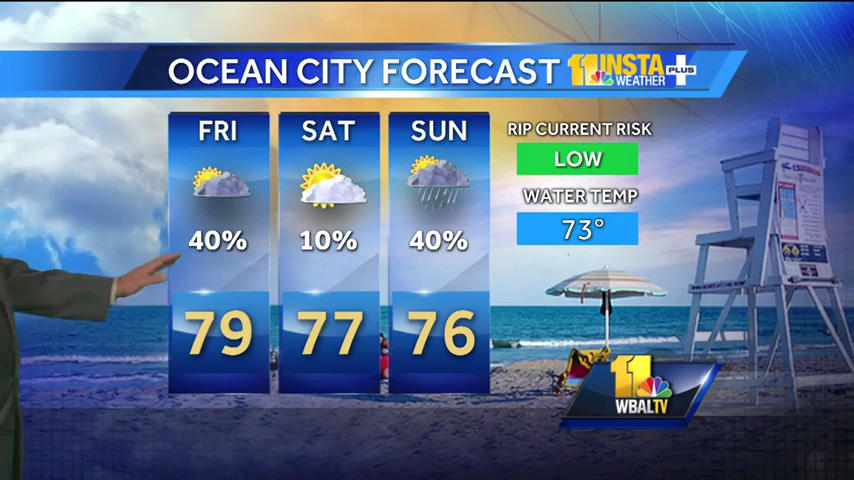 OCEAN CITY FORECAST
11 INSTA
WEATHER PLUS
FRI
SAT
SUN
40%
10%
40%
79
77
76
RIP CURRENT RISK
LOW
WATER TEMP
73°
11
WBALTV